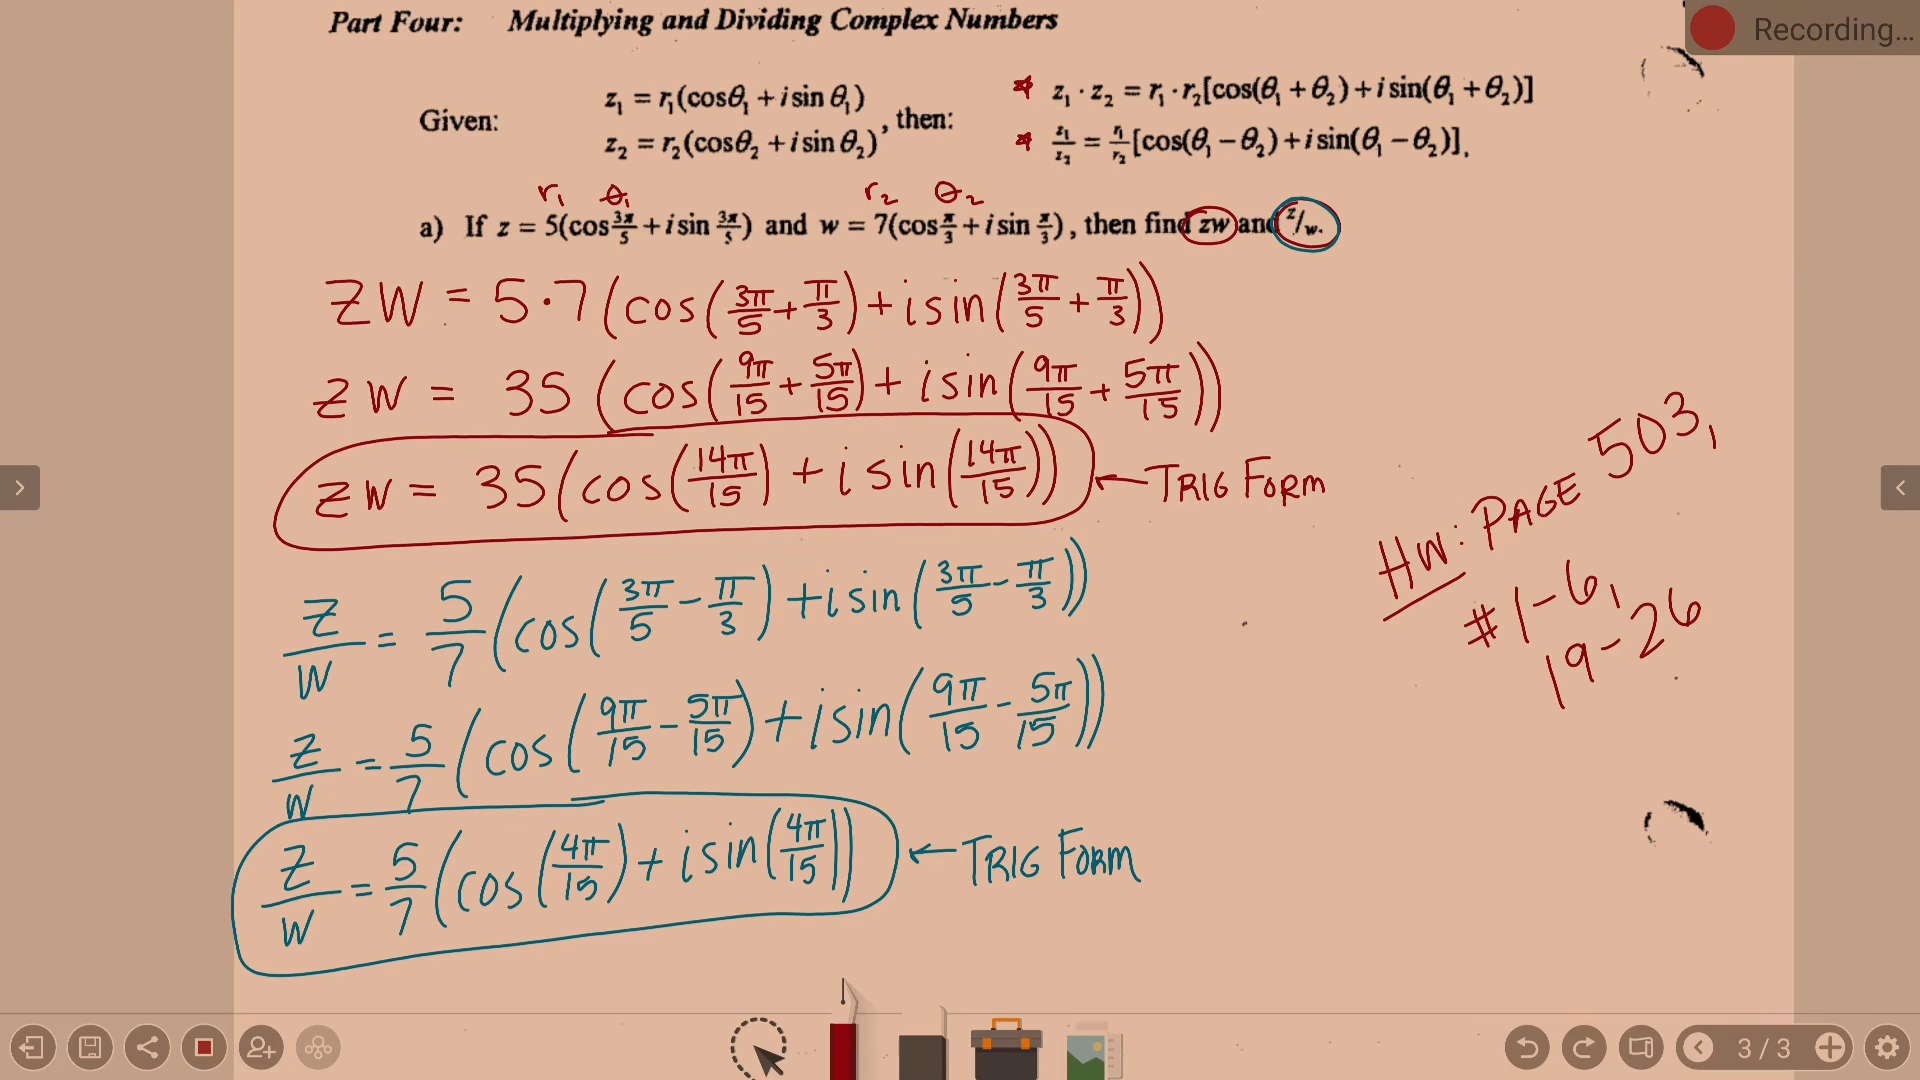 Part Four: Multiplying and Dividing Complex Numbers
Recording...
Given: z₁ = r₁(cosθ₁ + i sin θ₁)
z₂ = r₂(cosθ₂ + i sin θ₂) , then:
* z₁ · z₂ = r₁ · r₂[cos(θ₁ + θ₂) + i sin(θ₁ + θ₂)]
* z₁/z₂ = r₁/r₂[cos(θ₁ − θ₂) + i sin(θ₁ − θ₂)].
r₁ θ₁ r₂ θ₂
a) If z = 5(cos 3π/5 + i sin 3π/5) and w = 7(cos π/3 + i sin π/3), then find zw and z/w.
ZW = 5·7(cos(3π/5 + π/3) + i sin(3π/5 + π/3))
ZW = 35 (cos(9π/15 + 5π/15) + i sin(9π/15 + 5π/15))
ZW = 35(cos(14π/15) + i sin(14π/15)) ← TRIG FORM
Z/W = 5/7 (cos(3π/5 − π/3) + i sin(3π/5 − π/3))
Z/W = 5/7 (cos(9π/15 − 5π/15) + i sin(9π/15 − 5π/15))
Z/W = 5/7 (cos(4π/15) + i sin(4π/15)) ← TRIG FORM
HW: PAGE 503,
#1-6,
19-26
3 / 3